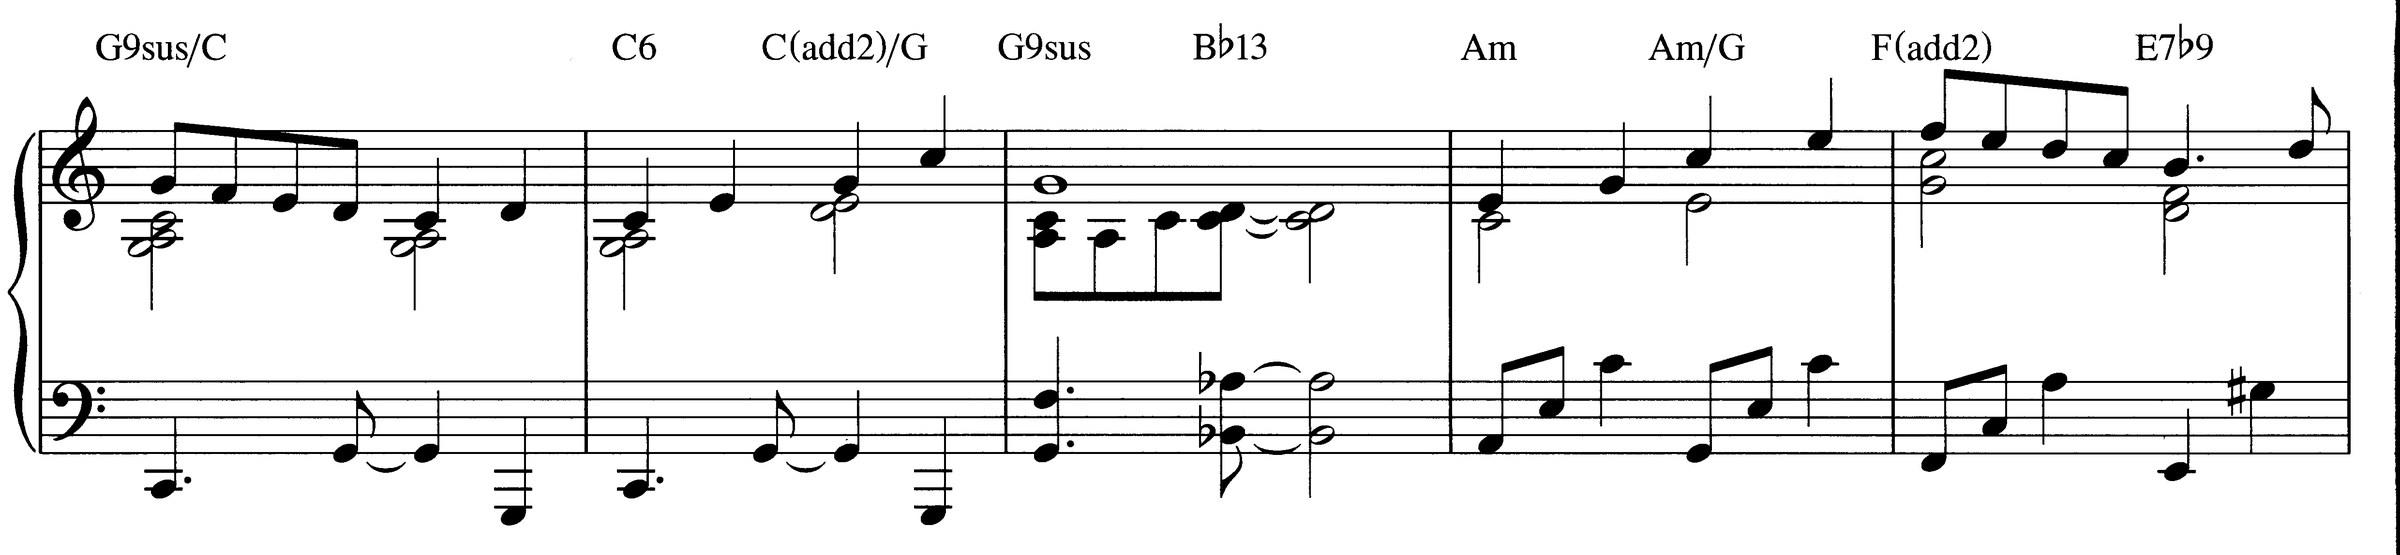 G9sus/C C6 C(add2)/G G9sus B♭13 Am Am/G F(add2) E7♭9